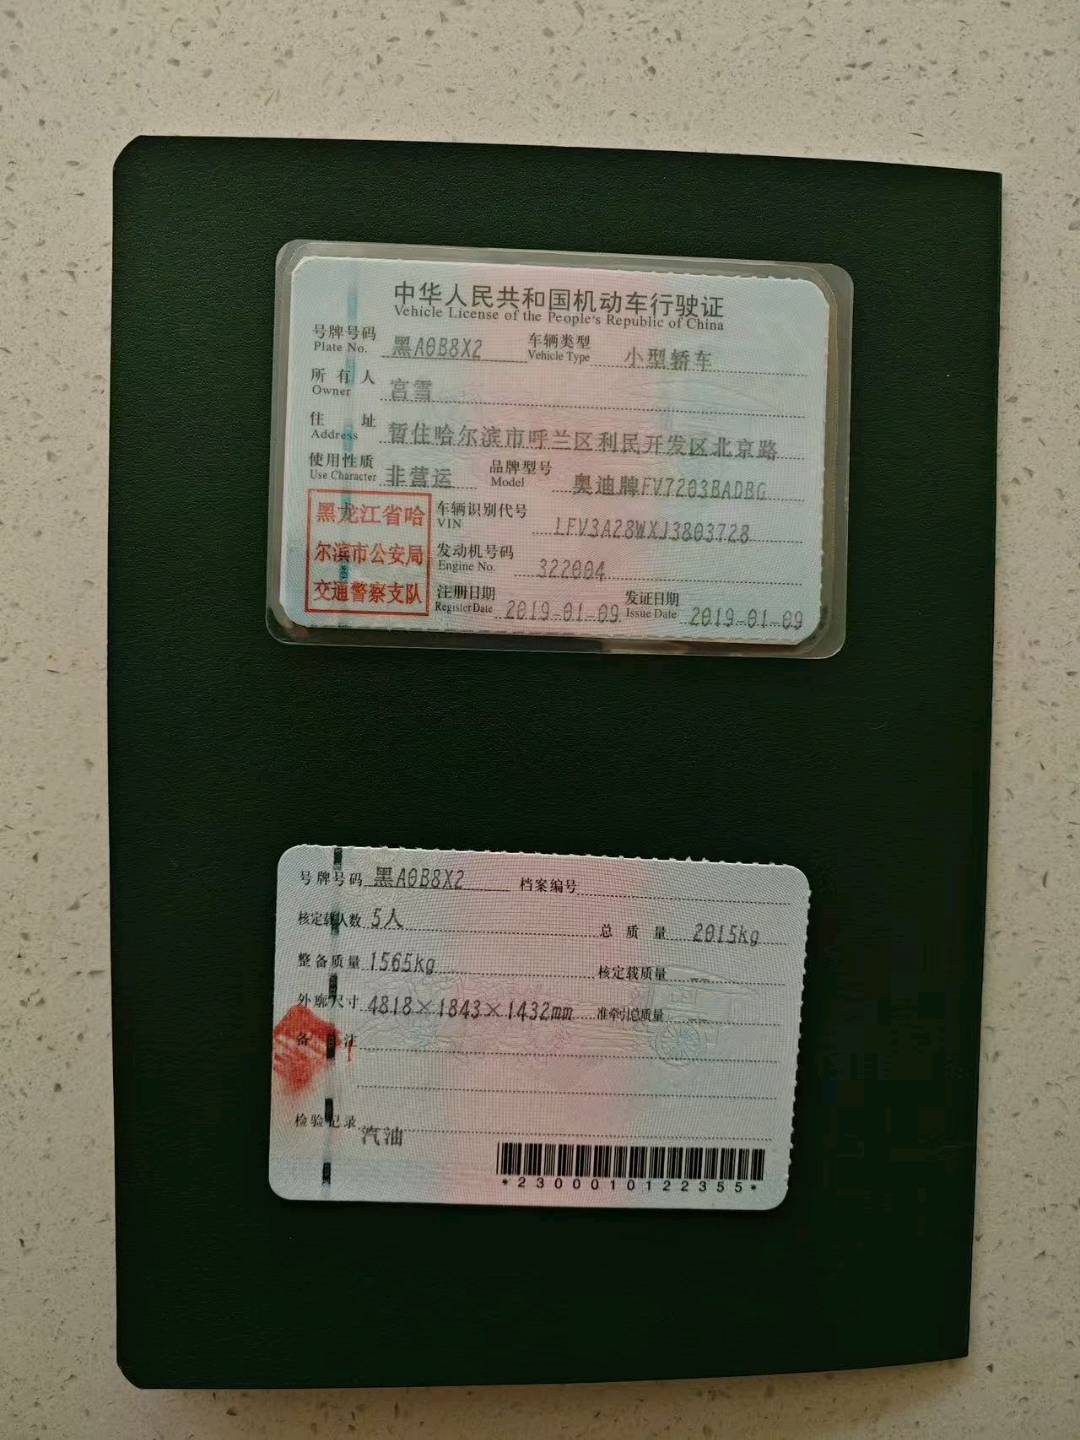 中华人民共和国机动车行驶证
Vehicle License of the People's Republic of China
号牌号码 黑A0B8X2 车辆类型 小型轿车
Plate No. Vehicle Type
所有人 宫雪
Owner
住址 暂住哈尔滨市呼兰区利民开发区北京路
Address
使用性质 非营运 品牌型号 奥迪牌FV7203BADBG
Use Character Model
黑龙江省哈
尔滨市公安局
交通警察支队
车辆识别代号 LFV3A28WXJ3803728
VIN
发动机号码 322004
Engine No.
注册日期 2019-01-09 发证日期 2019-01-09
Register Date Issue Date
号牌号码 黑A0B8X2 档案编号
核定载人数 5人 总质量 2015kg
整备质量 1565kg 核定载质量 --
外廓尺寸 4818×1843×1432mm 准牵引总质量 --
备注
检验记录 汽油
*2300010122355*